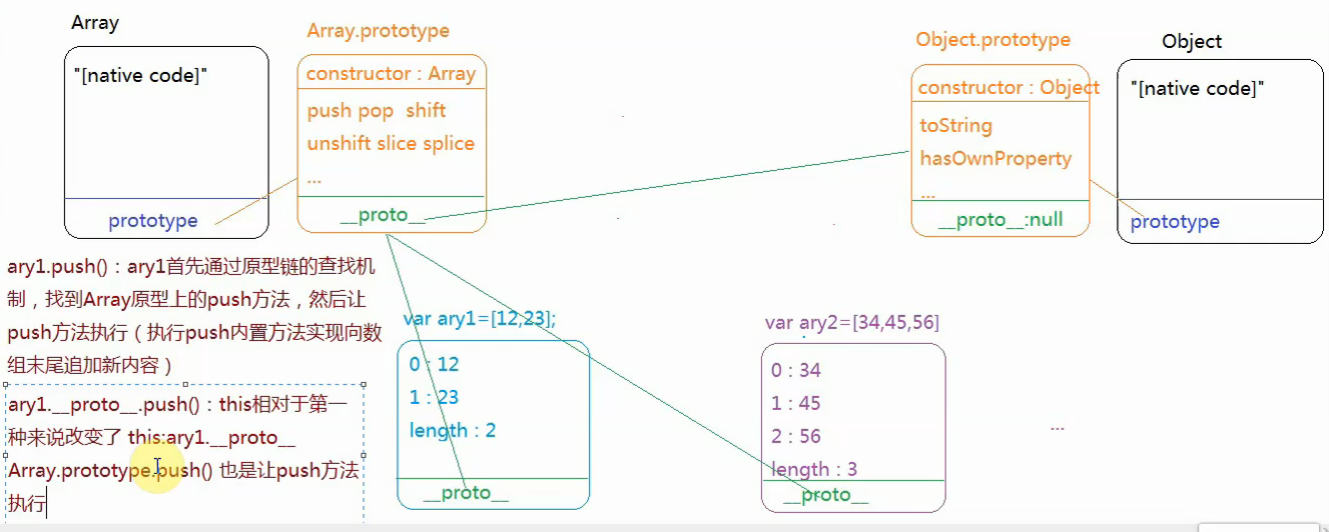 Array
"[native code]"
prototype
Array.prototype
constructor : Array
push pop shift
unshift slice splice
...
__proto__
Object.prototype
constructor : Object
toString
hasOwnProperty
...
__proto__:null
Object
"[native code]"
prototype
ary1.push()：ary1首先通过原型链的查找机
制，找到Array原型上的push方法，然后让
push方法执行（执行push内置方法实现向数
组末尾追加新内容）
ary1.__proto__.push()：this相对于第一
种来说改变了 this:ary1.__proto__
Array.prototype.push() 也是让push方法
执行
var ary1=[12,23];
0 : 12
1 : 23
length : 2
__proto__
var ary2=[34,45,56]
0 : 34
1 : 45
2 : 56
length : 3
__proto__
...